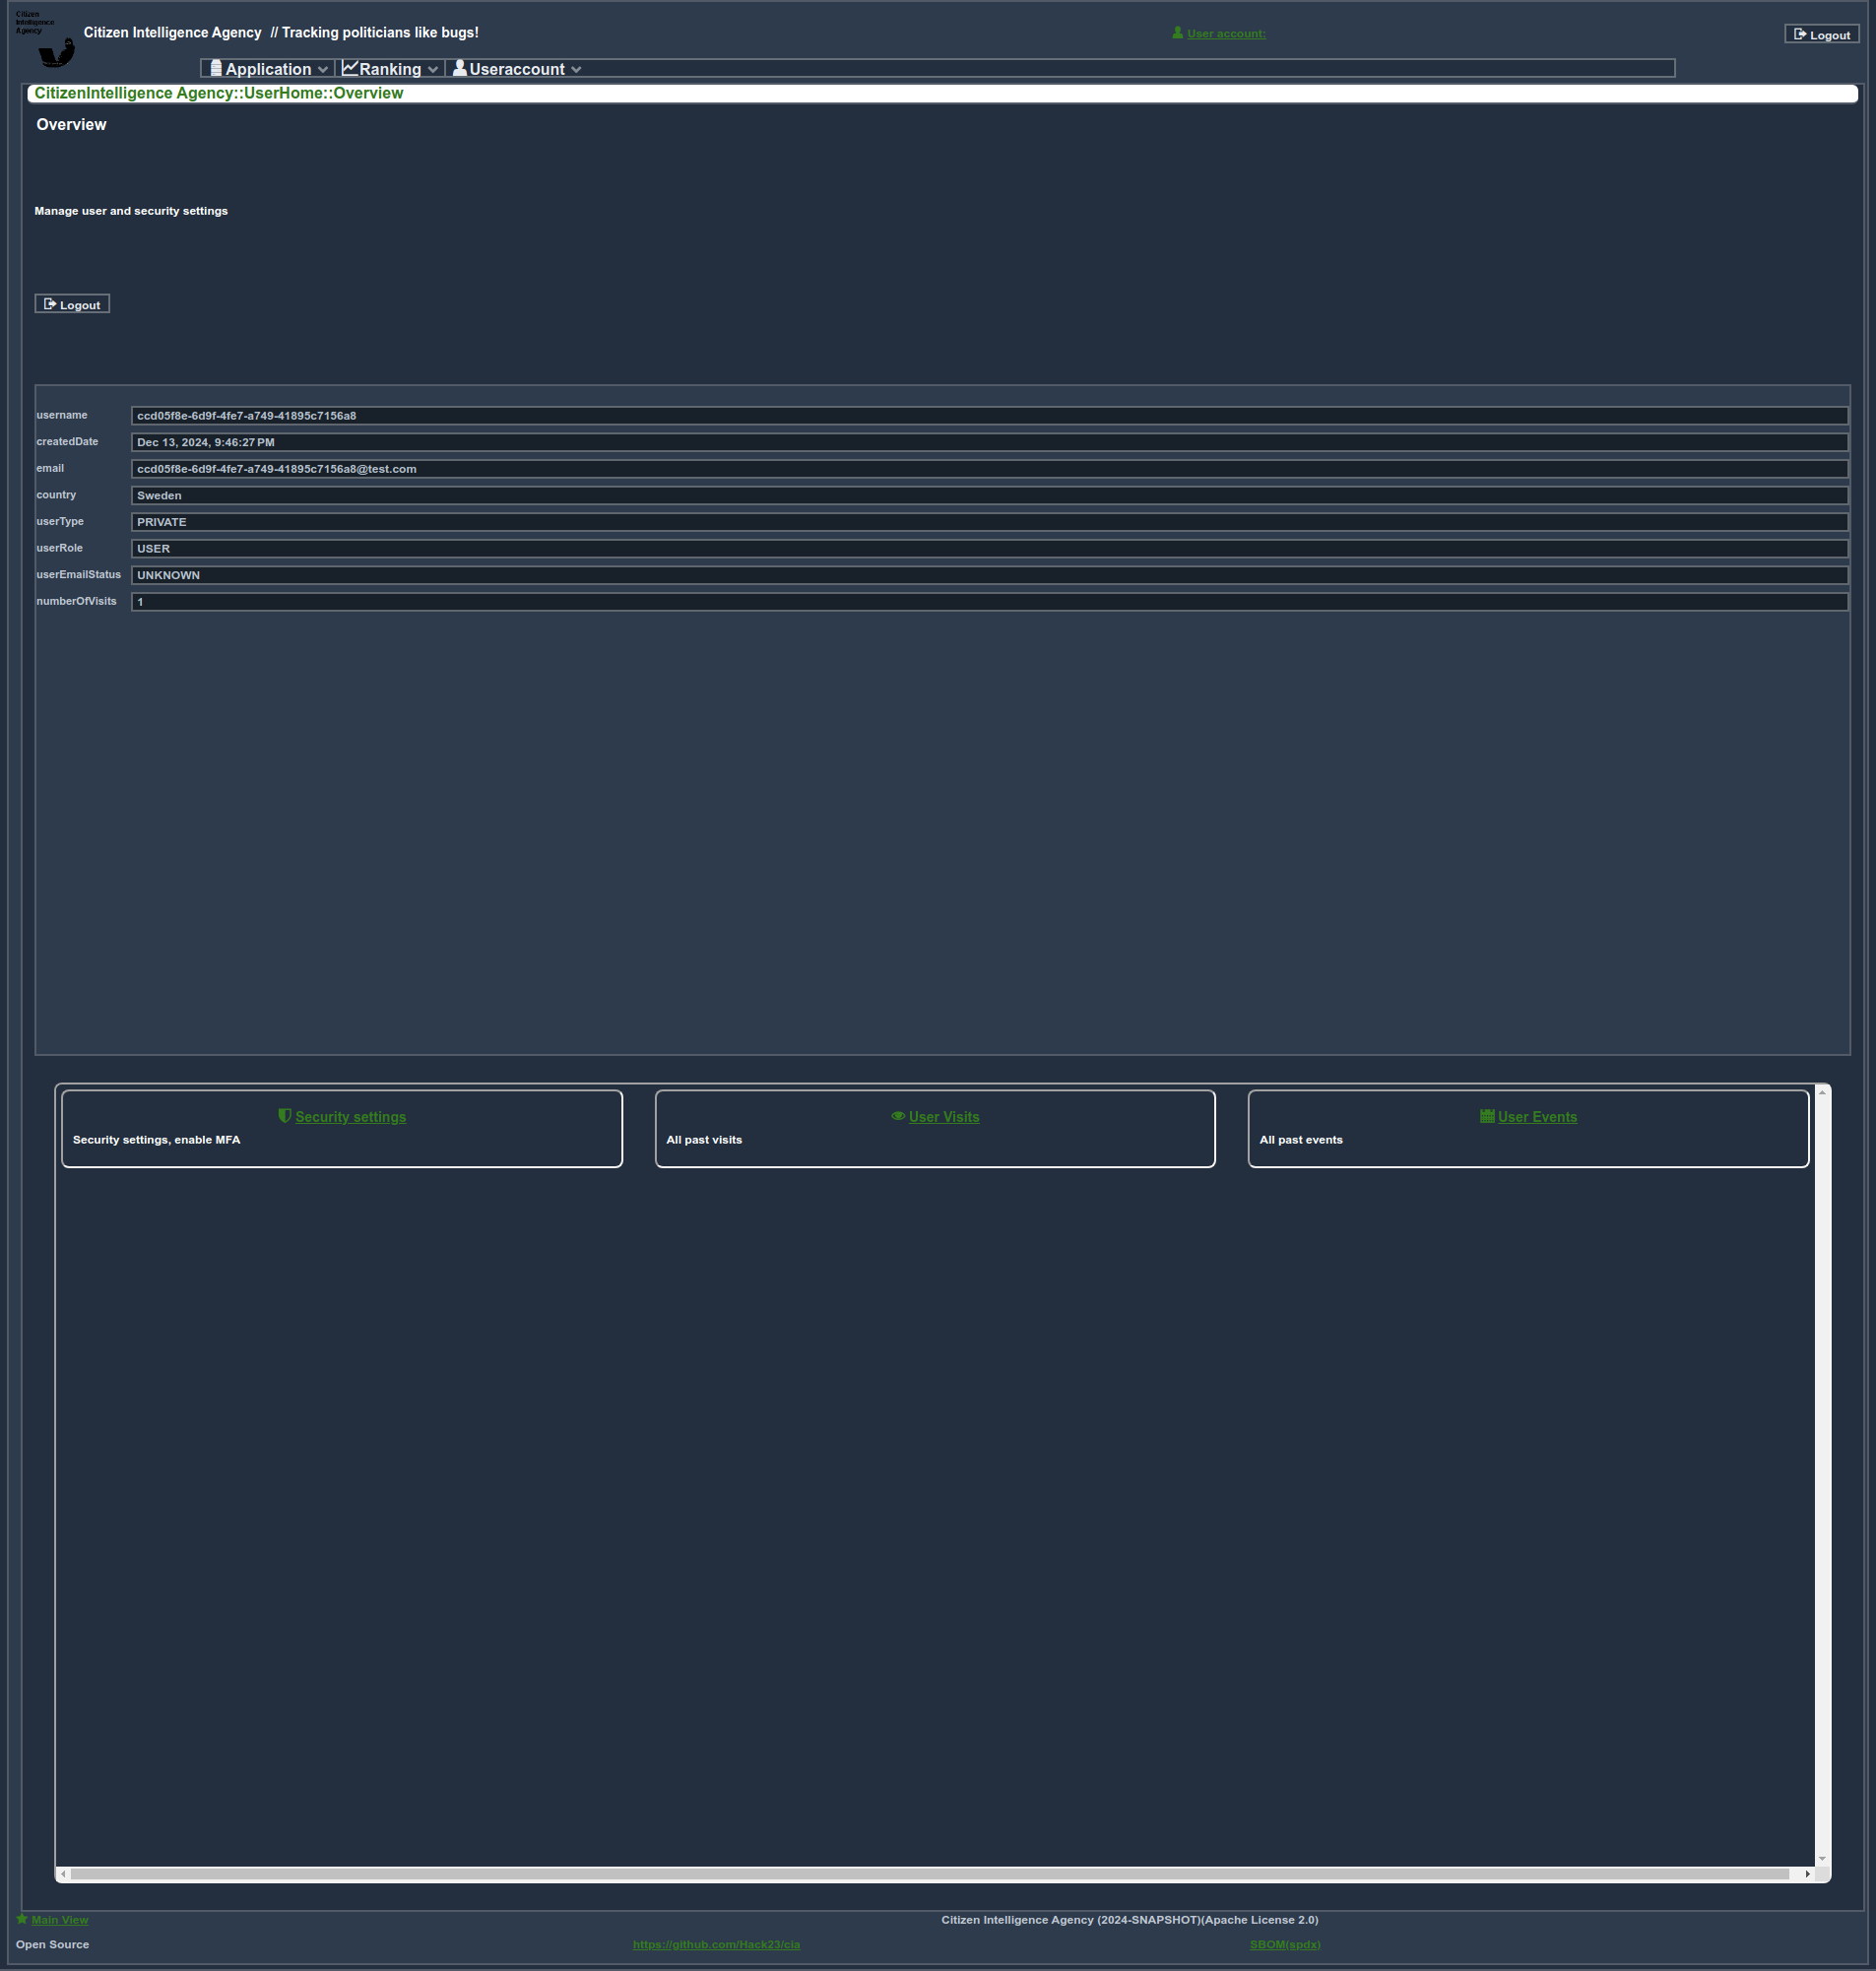 Citizen
Intelligence
Agency
Citizen Intelligence Agency // Tracking politicians like bugs!
User account:
Logout
Application Ranking Useraccount
CitizenIntelligence Agency::UserHome::Overview
Overview
Manage user and security settings
Logout
username ccd05f8e-6d9f-4fe7-a749-41895c7156a8
createdDate Dec 13, 2024, 9:46:27 PM
email ccd05f8e-6d9f-4fe7-a749-41895c7156a8@test.com
country Sweden
userType PRIVATE
userRole USER
userEmailStatus UNKNOWN
numberOfVisits 1
Security settings
Security settings, enable MFA
User Visits
All past visits
User Events
All past events
Main View
Citizen Intelligence Agency (2024-SNAPSHOT)(Apache License 2.0)
Open Source
https://github.com/Hack23/cia
SBOM(spdx)